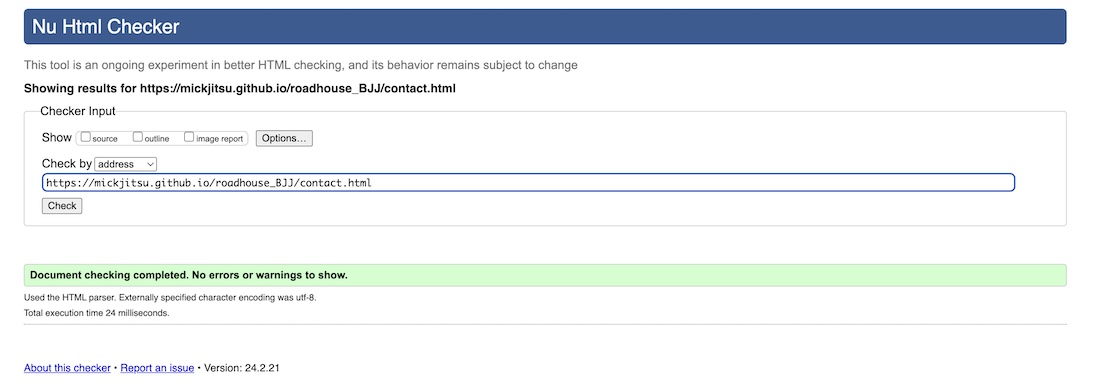 Nu Html Checker
This tool is an ongoing experiment in better HTML checking, and its behavior remains subject to change
Showing results for https://mickjitsu.github.io/roadhouse_BJJ/contact.html
Checker Input
Show source outline image report Options...
Check by address
https://mickjitsu.github.io/roadhouse_BJJ/contact.html
Check
Document checking completed. No errors or warnings to show.
Used the HTML parser. Externally specified character encoding was utf-8.
Total execution time 24 milliseconds.
About this checker • Report an issue • Version: 24.2.21